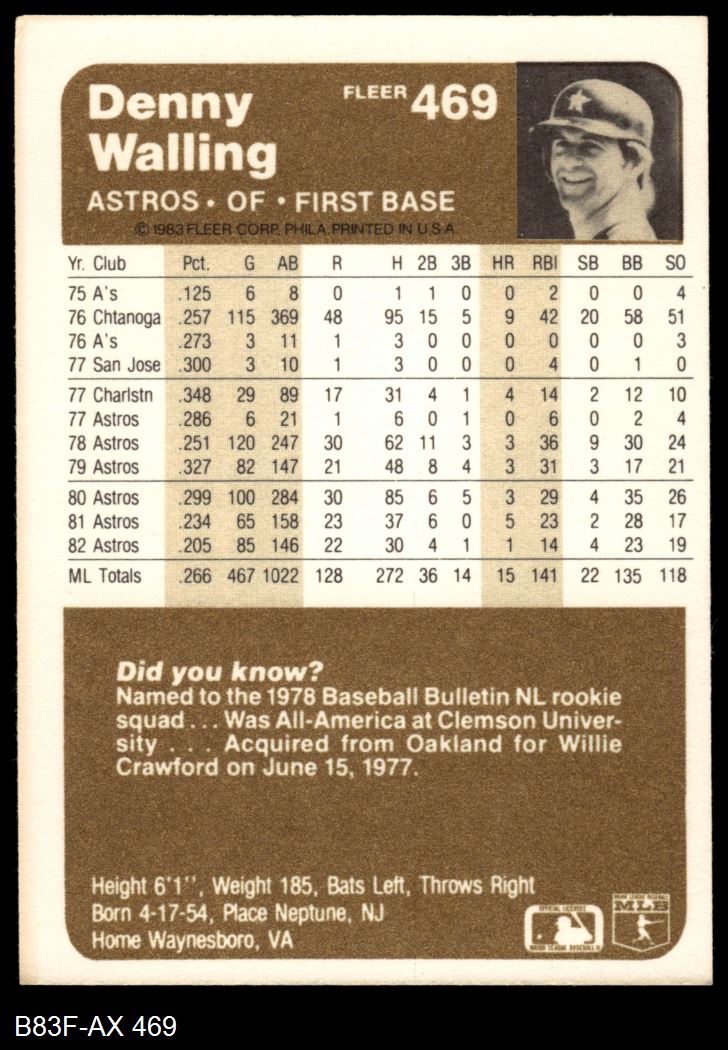 Denny
Walling
FLEER 469
ASTROS • OF • FIRST BASE
© 1983 FLEER CORP. PHILA. PRINTED IN U.S.A.
Yr. Club Pct. G AB R H 2B 3B HR RBI SB BB SO
75 A's .125 6 8 0 1 1 0 0 2 0 0 4
76 Chtanoga .257 115 369 48 95 15 5 9 42 20 58 51
76 A's .273 3 11 1 3 0 0 0 0 0 0 3
77 San Jose .300 3 10 1 3 0 0 0 4 0 1 0
77 Charlstn .348 29 89 17 31 4 1 4 14 2 12 10
77 Astros .286 6 21 1 6 0 1 0 6 0 2 4
78 Astros .251 120 247 30 62 11 3 3 36 9 30 24
79 Astros .327 82 147 21 48 8 4 3 31 3 17 21
80 Astros .299 100 284 30 85 6 5 3 29 4 35 26
81 Astros .234 65 158 23 37 6 0 5 23 2 28 17
82 Astros .205 85 146 22 30 4 1 1 14 4 23 19
ML Totals .266 467 1022 128 272 36 14 15 141 22 135 118
Did you know?
Named to the 1978 Baseball Bulletin NL rookie
squad . . . Was All-America at Clemson Univer-
sity . . . Acquired from Oakland for Willie
Crawford on June 15, 1977.
Height 6'1", Weight 185, Bats Left, Throws Right
Born 4-17-54, Place Neptune, NJ
Home Waynesboro, VA
OFFICIAL LICENSEE
MAJOR LEAGUE BASEBALL
MAJOR LEAGUE BASEBALL
MLB
B83F-AX 469